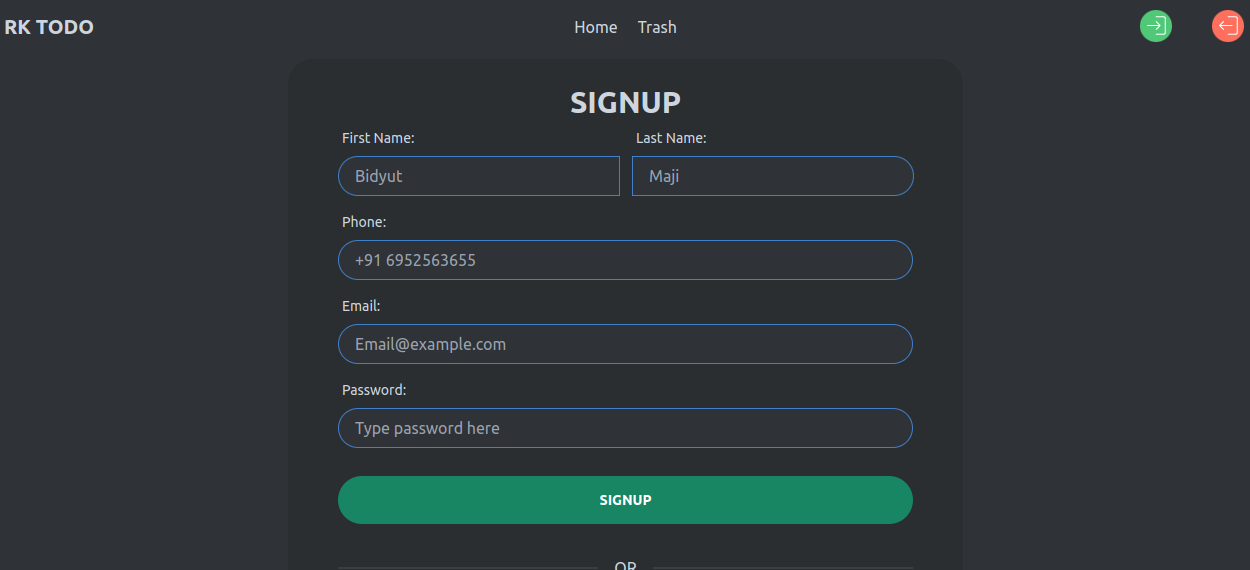 RK TODO Home Trash
SIGNUP
First Name: Last Name:
Bidyut Maji
Phone:
+91 6952563655
Email:
Email@example.com
Password:
Type password here
SIGNUP
OR